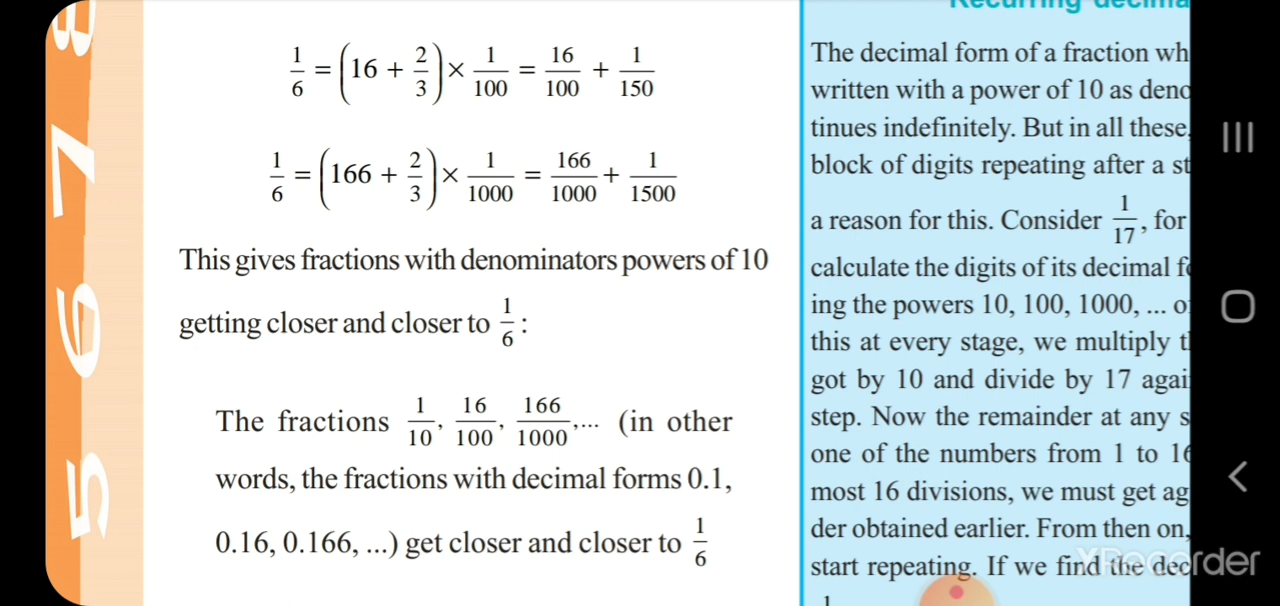 1/6 = (16 + 2/3) × 1/100 = 16/100 + 1/150
1/6 = (166 + 2/3) × 1/1000 = 166/1000 + 1/1500
This gives fractions with denominators powers of 10
getting closer and closer to 1/6 :
The fractions 1/10, 16/100, 166/1000,... (in other
words, the fractions with decimal forms 0.1,
0.16, 0.166, ...) get closer and closer to 1/6
Recurring decima
The decimal form of a fraction wh
written with a power of 10 as deno
tinues indefinitely. But in all these,
block of digits repeating after a st
a reason for this. Consider 1/17, for
calculate the digits of its decimal fo
ing the powers 10, 100, 1000, ... o
this at every stage, we multiply t
got by 10 and divide by 17 agai
step. Now the remainder at any s
one of the numbers from 1 to 16
most 16 divisions, we must get ag
der obtained earlier. From then on,
start repeating. If we find the dec
XRecorder
7
9
5